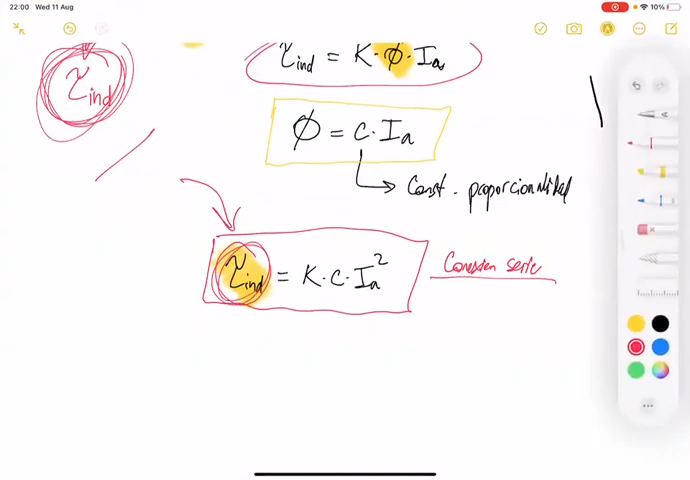 22:00 Wed 11 Aug
10%
τind = K·ϕ·Ia
τind
ϕ = c·Ia
Const. proporcionalidad
τind = K·c·Ia²
Conexión serie